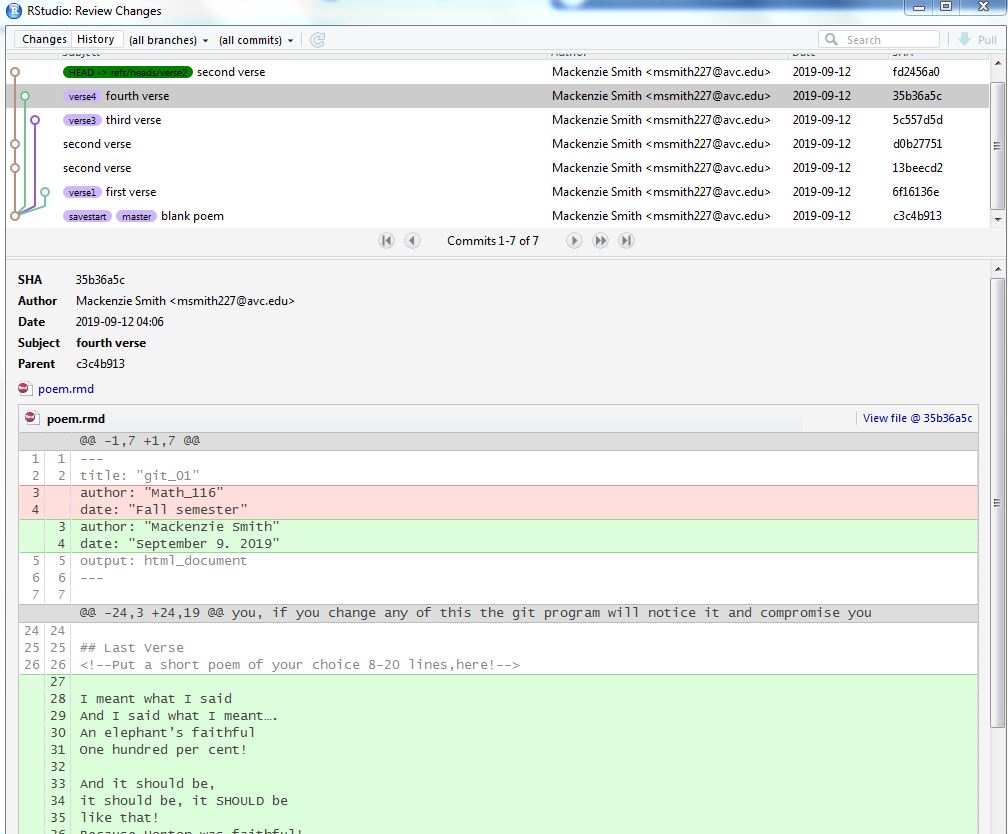 RStudio: Review Changes
Changes History (all branches) (all commits) Search Pull
Subject Author Date SHA
HEAD -> refs/heads/verse2 second verse Mackenzie Smith <msmith227@avc.edu> 2019-09-12 fd2456a0
verse4 fourth verse Mackenzie Smith <msmith227@avc.edu> 2019-09-12 35b36a5c
verse3 third verse Mackenzie Smith <msmith227@avc.edu> 2019-09-12 5c557d5d
second verse Mackenzie Smith <msmith227@avc.edu> 2019-09-12 d0b27751
second verse Mackenzie Smith <msmith227@avc.edu> 2019-09-12 13beecd2
verse1 first verse Mackenzie Smith <msmith227@avc.edu> 2019-09-12 6f16136e
savestart master blank poem Mackenzie Smith <msmith227@avc.edu> 2019-09-12 c3c4b913
Commits 1-7 of 7
SHA 35b36a5c
Author Mackenzie Smith <msmith227@avc.edu>
Date 2019-09-12 04:06
Subject fourth verse
Parent c3c4b913
poem.rmd
poem.rmd View file @ 35b36a5c
@@ -1,7 +1,7 @@
1 1 ---
2 2 title: "git_01"
3 author: "Math_116"
4 date: "Fall semester"
3 author: "Mackenzie Smith"
4 date: "September 9. 2019"
5 5 output: html_document
6 6 ---
7 7
@@ -24,3 +24,19 @@ you, if you change any of this the git program will notice it and compromise you
24 24
25 25 ## Last Verse
26 26 <!--Put a short poem of your choice 8-20 lines,here!-->
27
28 I meant what I said
29 And I said what I meant….
30 An elephant’s faithful
31 One hundred per cent!
32
33 And it should be,
34 it should be, it SHOULD be
35 like that!
36 Because Horton was faithful!